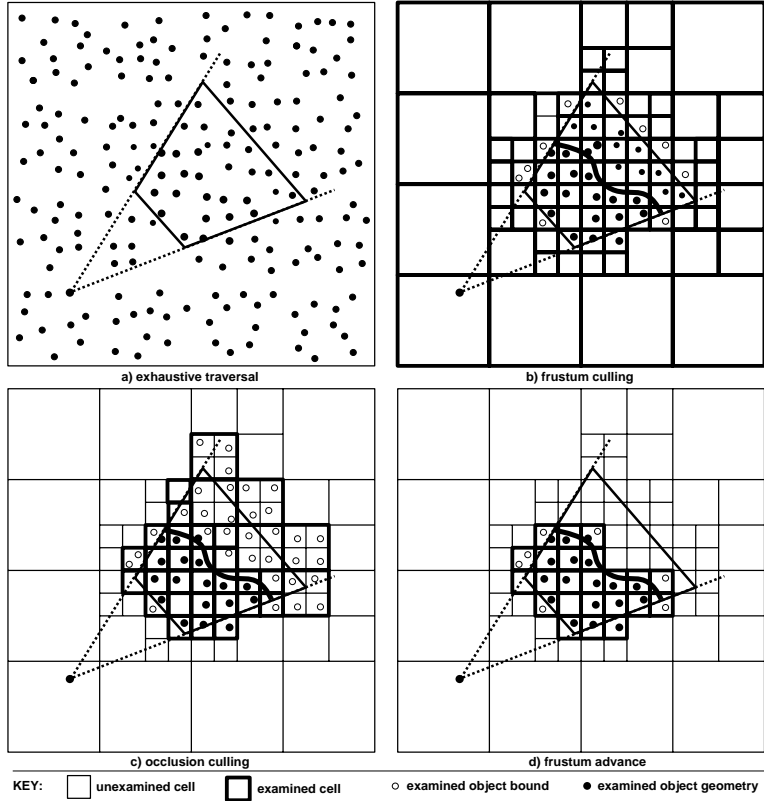 a) exhaustive traversal
b) frustum culling
c) occlusion culling
d) frustum advance
KEY: unexamined cell examined cell examined object bound examined object geometry